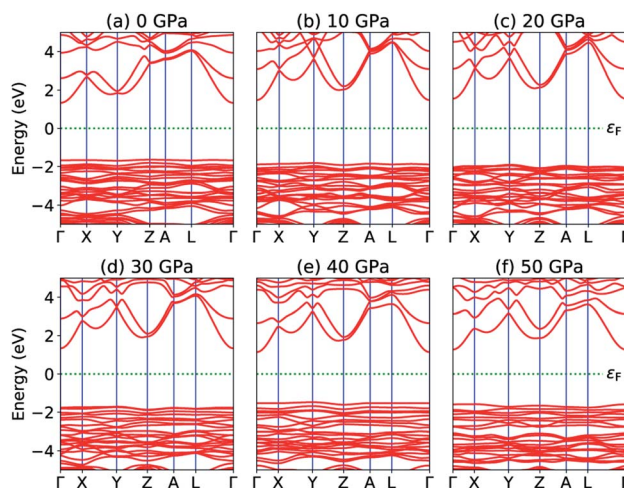 (a) 0 GPa (b) 10 GPa (c) 20 GPa
Energy (eV)
4
2
0
−2
−4
εF
Γ X Y Z A L Γ
Γ X Y Z A L Γ
Γ X Y Z A L Γ
(d) 30 GPa (e) 40 GPa (f) 50 GPa
Energy (eV)
4
2
0
−2
−4
εF
Γ X Y Z A L Γ
Γ X Y Z A L Γ
Γ X Y Z A L Γ